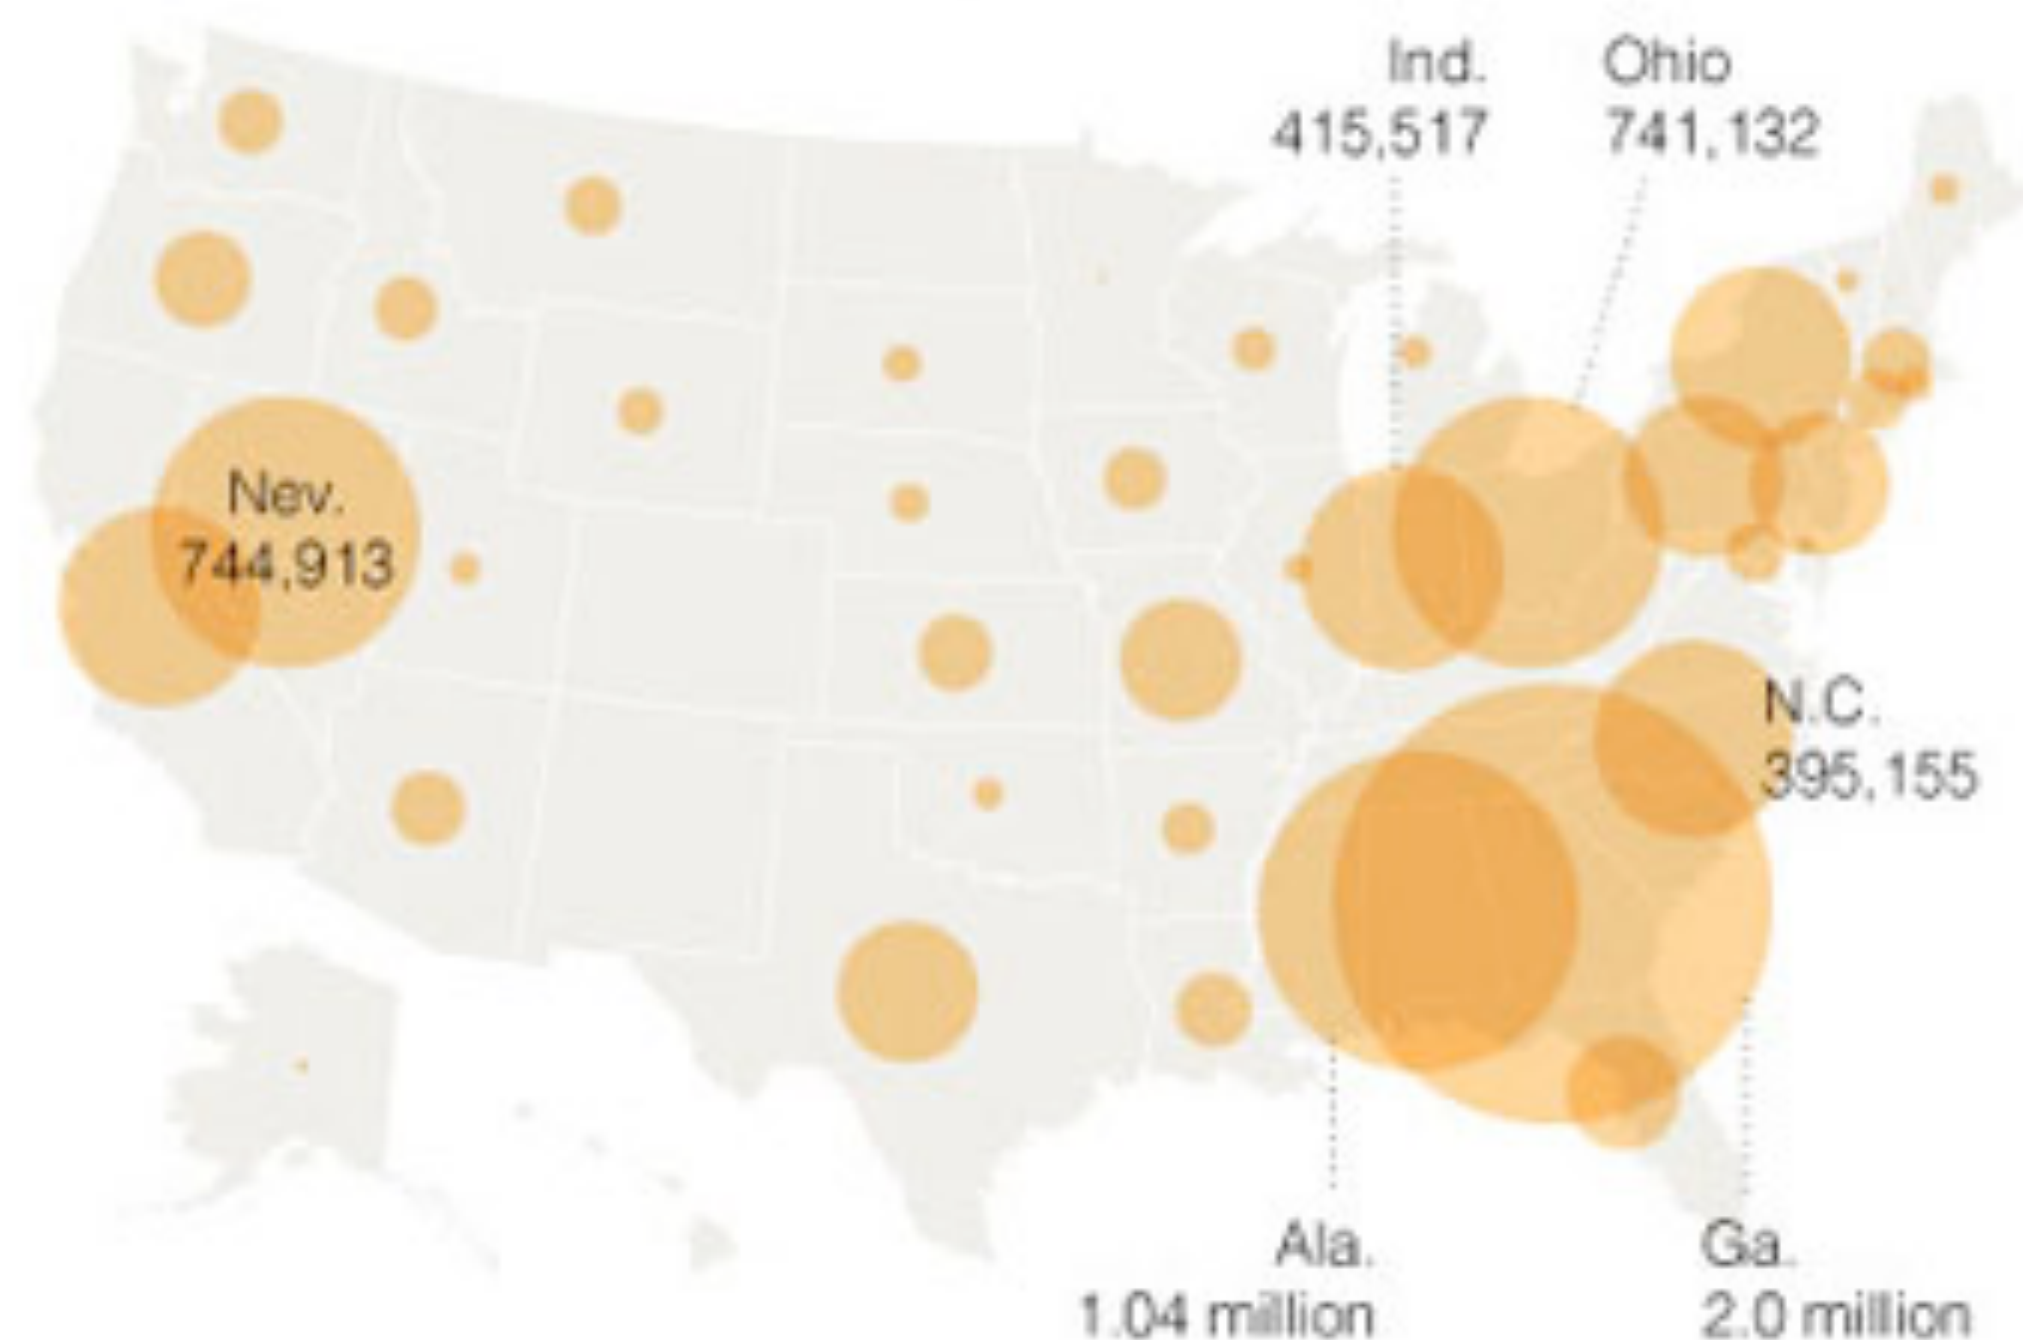 Ind.
415,517
Ohio
741,132
Nev.
744,913
N.C.
395,155
Ala.
1.04 million
Ga.
2.0 million